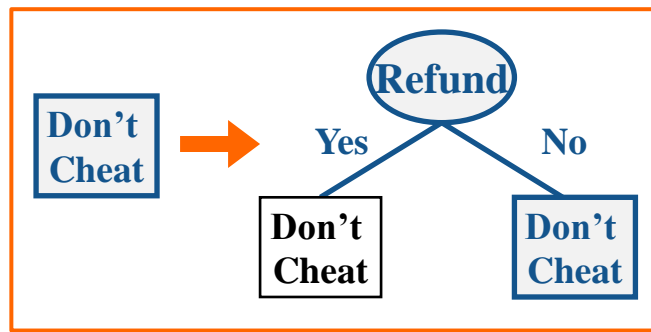 Refund
Yes
No
Don't
Cheat
Don't
Cheat
Don't
Cheat